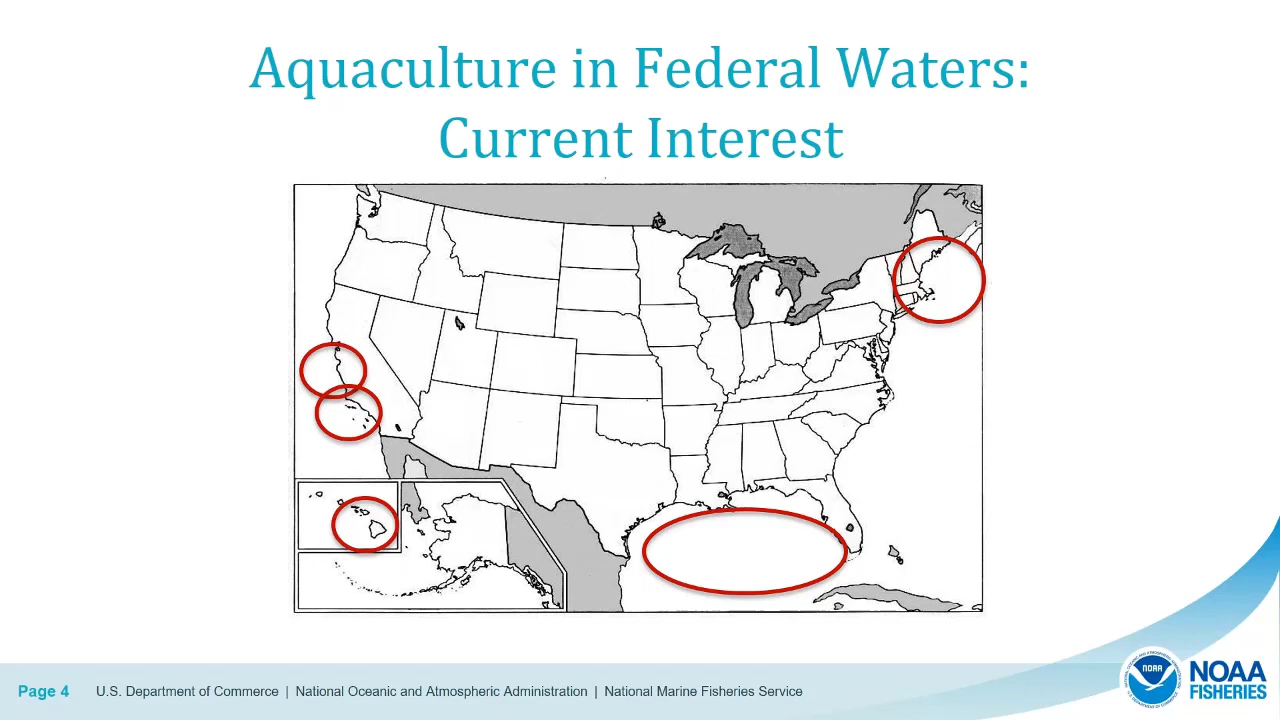 Aquaculture in Federal Waters:
Current Interest
Page 4 U.S. Department of Commerce | National Oceanic and Atmospheric Administration | National Marine Fisheries Service
NOAA
NOAA
FISHERIES